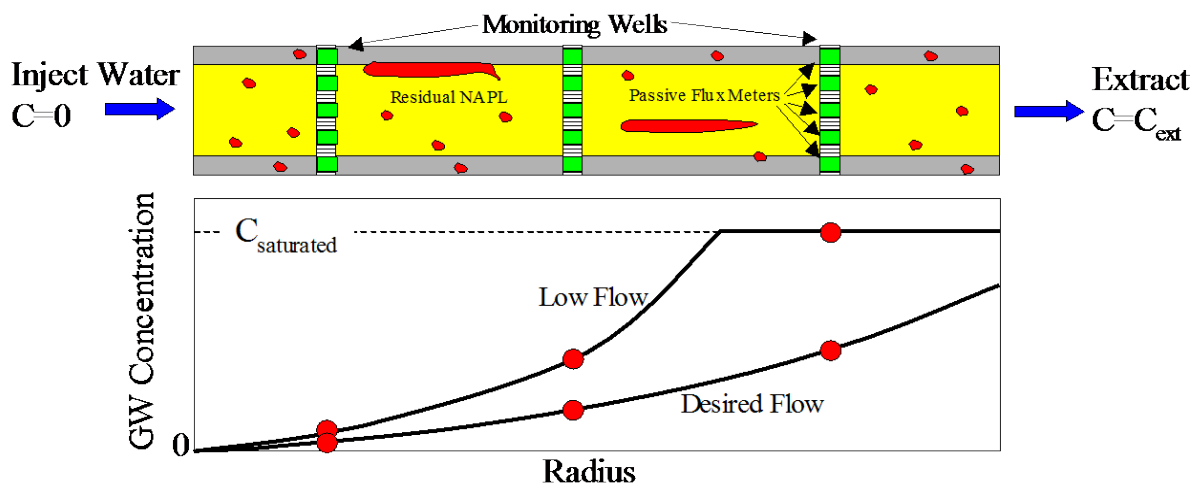 Monitoring Wells
Inject Water
C=0
Residual NAPL
Passive Flux Meters
Extract
C=Cext
Csaturated
Low Flow
Desired Flow
GW Concentration
0
Radius